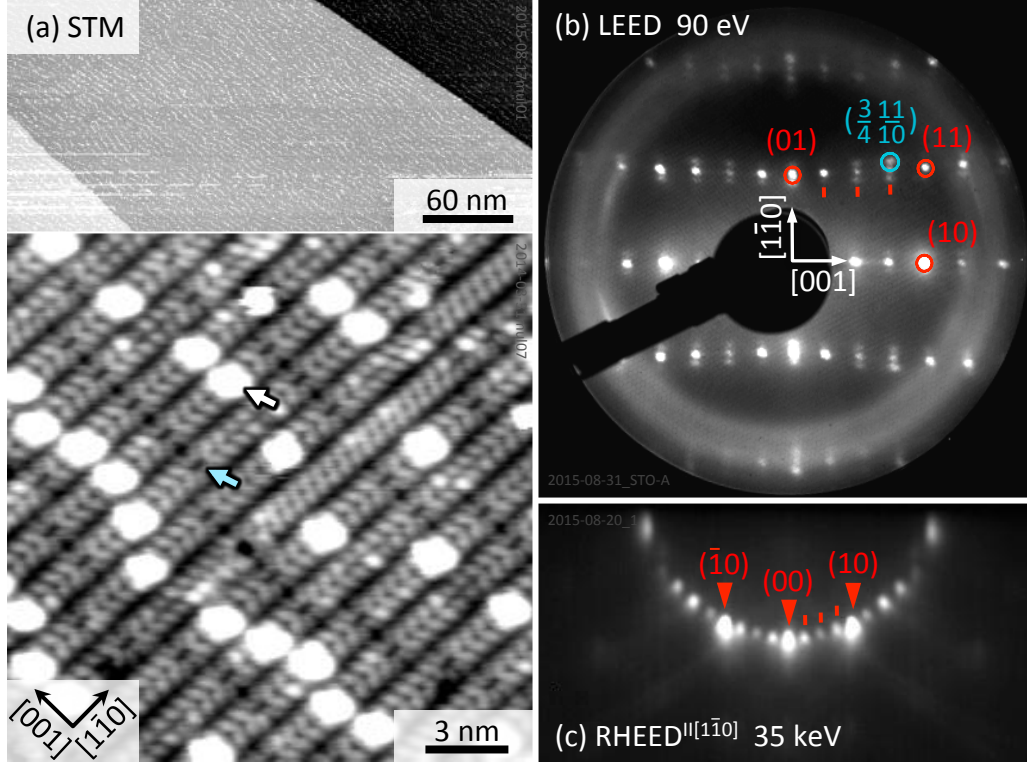 (a) STM
60 nm
3 nm
[001]
[11̅0]
(b) LEED 90 eV
(3/4 11/10)
(01)
(11)
[11̅0]
(10)
[001]
2015-08-31_STO-A
2015-08-20_1
(1̅0)
(00)
(10)
(c) RHEED^II[11̅0] 35 keV